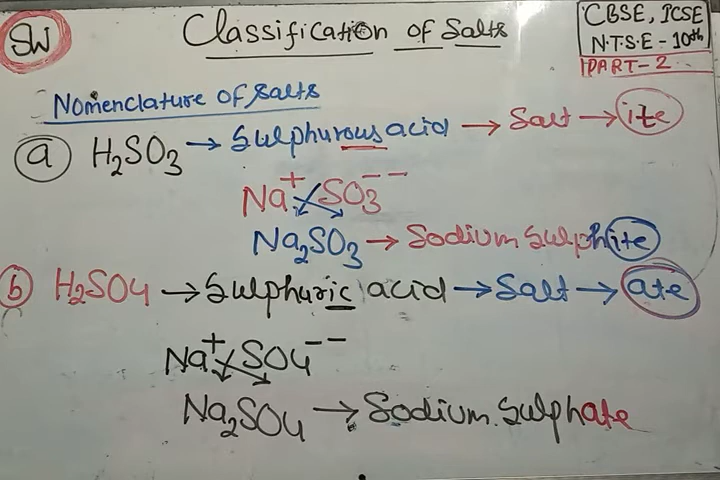 SW
Classification of Salts
CBSE, ICSE
N.T.S.E - 10th
PART-2
Nomenclature of Salts
a H₂SO₃ → Sulphurous acid → Salt → ite
Na⁺ SO₃⁻⁻
Na₂SO₃ → Sodium Sulphite
b H₂SO₄ → Sulphuric acid → Salt → ate
Na⁺ SO₄⁻⁻
Na₂SO₄ → Sodium Sulphate